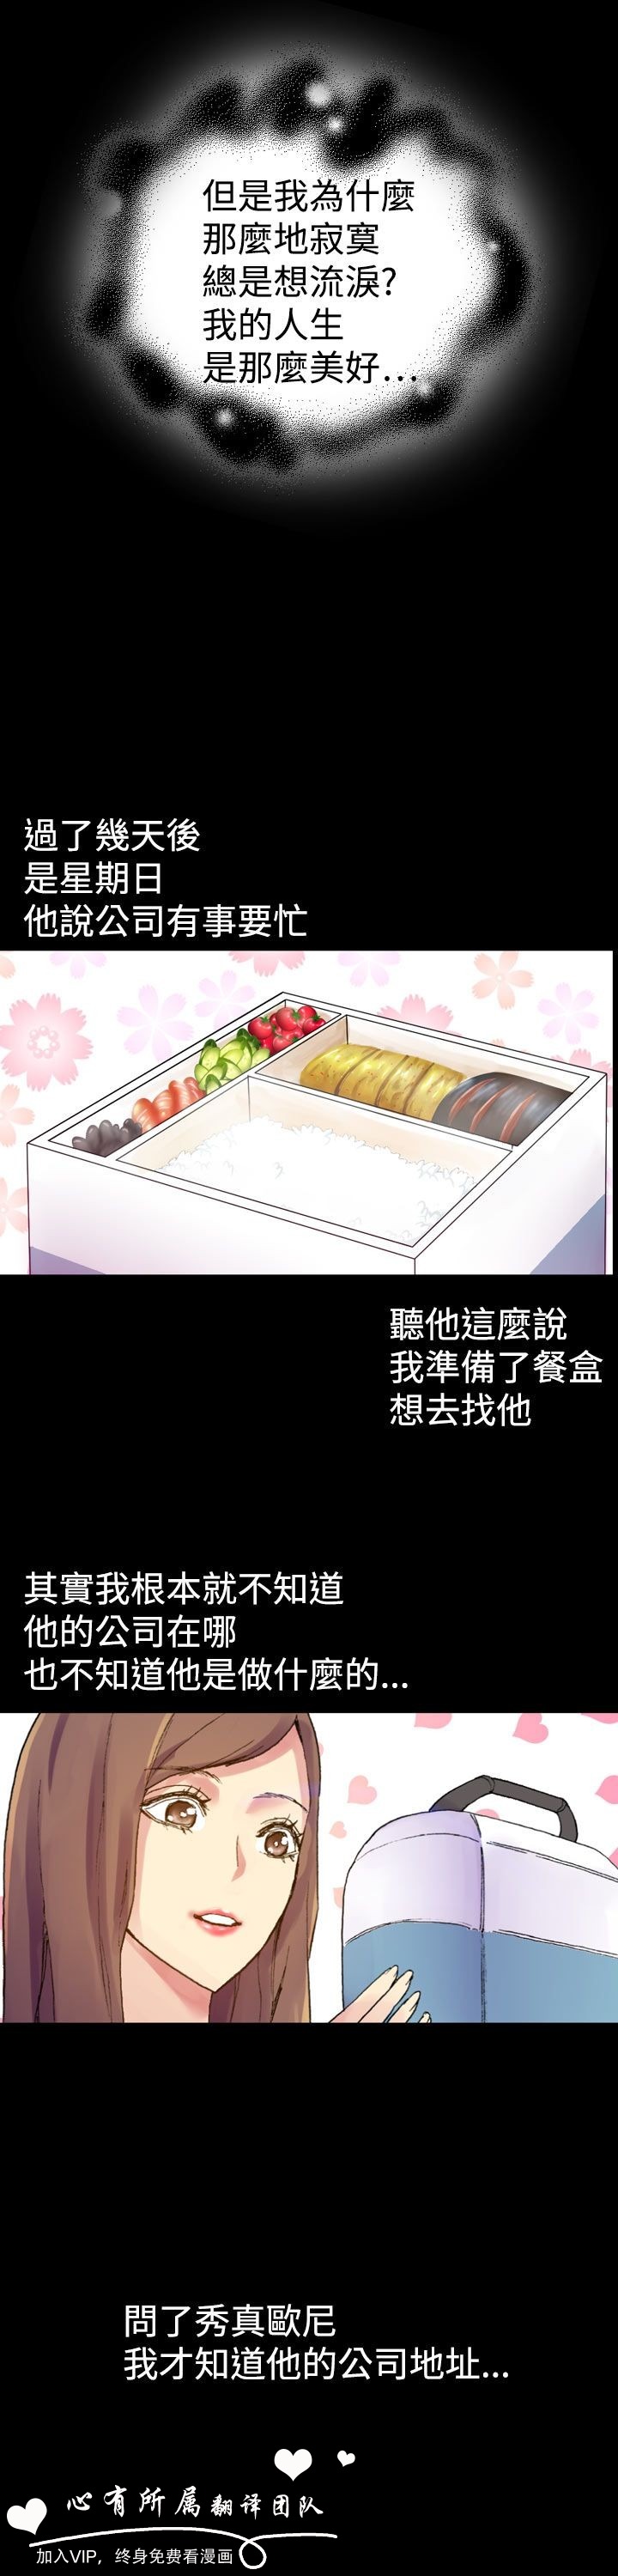 但是我為什麼
那麼地寂寞
總是想流淚?
我的人生
是那麼美好...
過了幾天後
是星期日
他說公司有事要忙
聽他這麼說
我準備了餐盒
想去找他
其實我根本就不知道
他的公司在哪
也不知道他是做什麼的...
問了秀真歐尼
我才知道他的公司地址...
心有所属翻译团队
加入VIP，终身免费看漫画